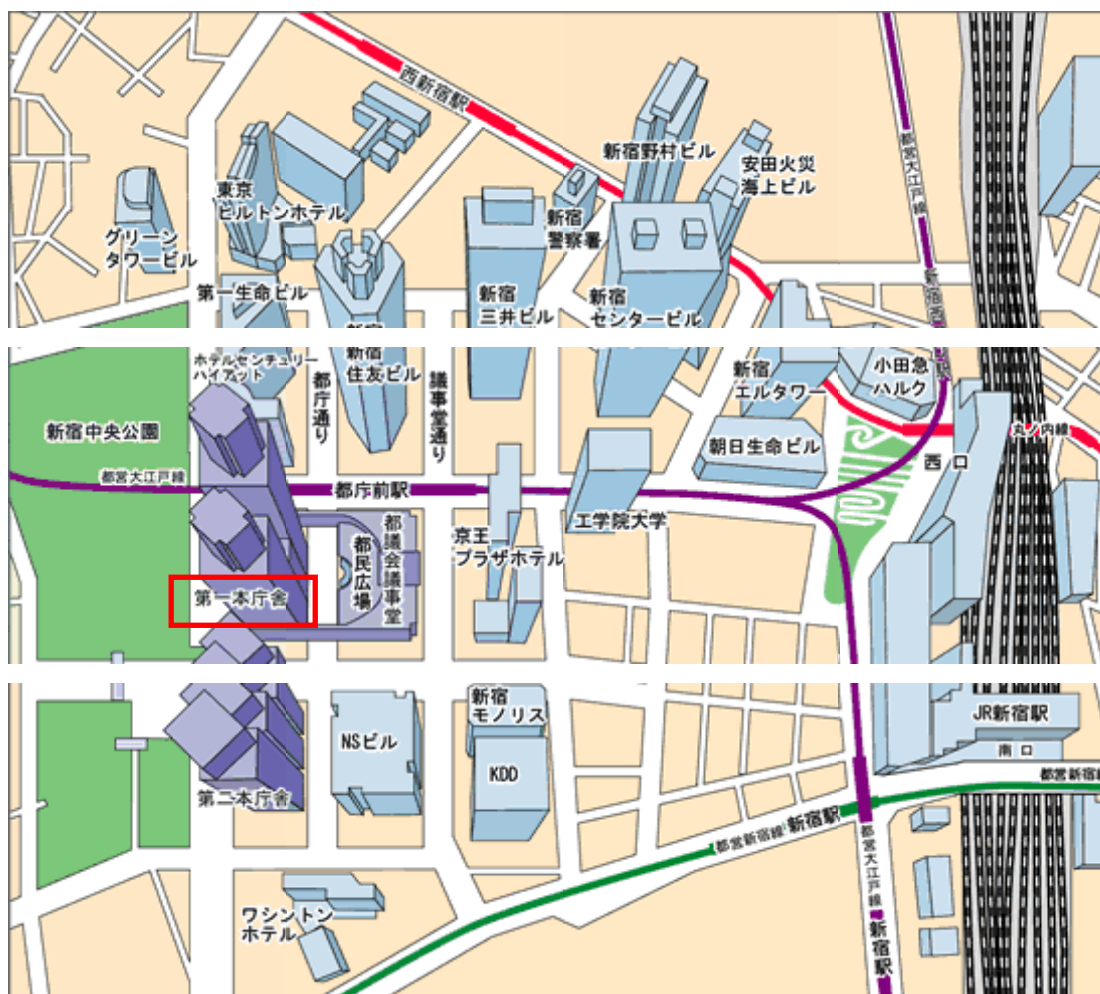 西新宿駅
新宿野村ビル
安田火災
海上ビル
都営大江戸線
東京
ヒルトンホテル
新宿
警察署
グリーン
タワービル
第一生命ビル
新宿
三井ビル
新宿
センタービル
新宿西口駅
ホテルセンチュリー
ハイアット
都庁通り
新宿
住友ビル
議事堂通り
新宿
エルタワー
小田急
ハルク
新宿中央公園
丸ノ内線
朝日生命ビル
西口
都営大江戸線
都庁前駅
京王
プラザホテル
工学院大学
都民広場
都議会議事堂
第一本庁舎
新宿
モノリス
NSビル
KDD
JR新宿駅
南口
都営新宿線
第二本庁舎
都営新宿線
新宿駅
都営大江戸線
新宿駅
ワシントン
ホテル